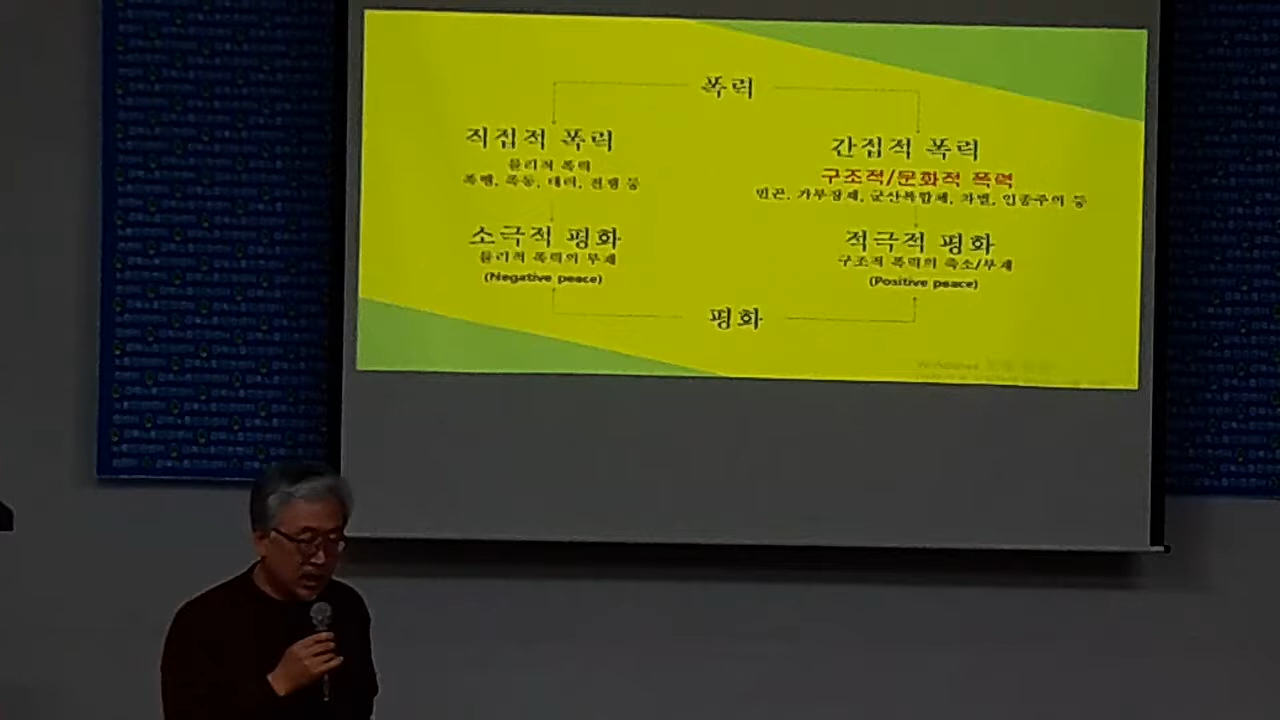 폭력
직접적 폭력
물리적 폭력
폭행, 폭동, 테러, 전쟁 등
간접적 폭력
구조적/문화적 폭력
빈곤, 가부장제, 군산복합체, 차별, 인종주의 등
소극적 평화
물리적 폭력의 부재
(Negative peace)
적극적 평화
구조적 폭력의 축소/부재
(Positive peace)
평화
Windows